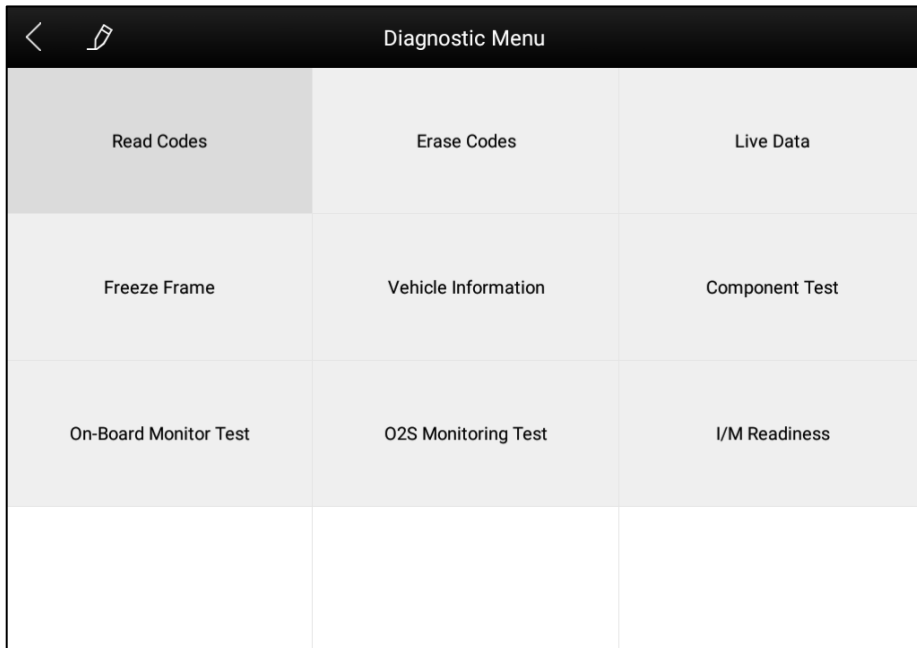 Diagnostic Menu
Read Codes
Erase Codes
Live Data
Freeze Frame
Vehicle Information
Component Test
On-Board Monitor Test
O2S Monitoring Test
I/M Readiness